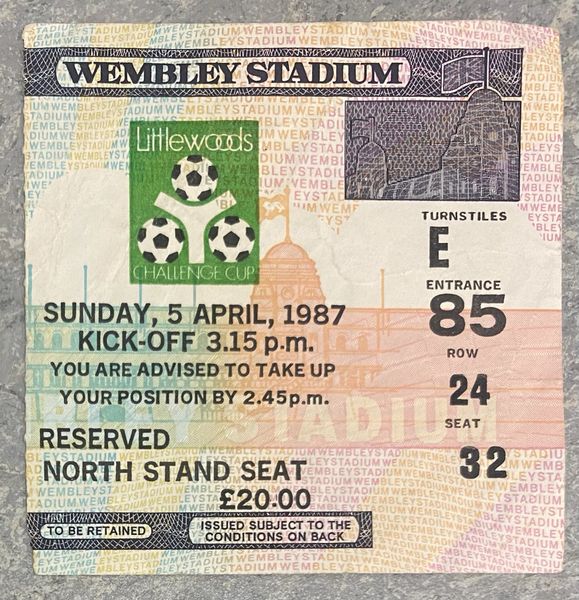 WEMBLEY STADIUM
Littlewoods
CHALLENGE CUP
TURNSTILES
E
ENTRANCE
85
ROW
24
SEAT
32
SUNDAY, 5 APRIL, 1987
KICK-OFF 3.15 p.m.
YOU ARE ADVISED TO TAKE UP
YOUR POSITION BY 2.45p.m.
STADIUM
RESERVED
NORTH STAND SEAT
£20.00
TO BE RETAINED
ISSUED SUBJECT TO THE
CONDITIONS ON BACK